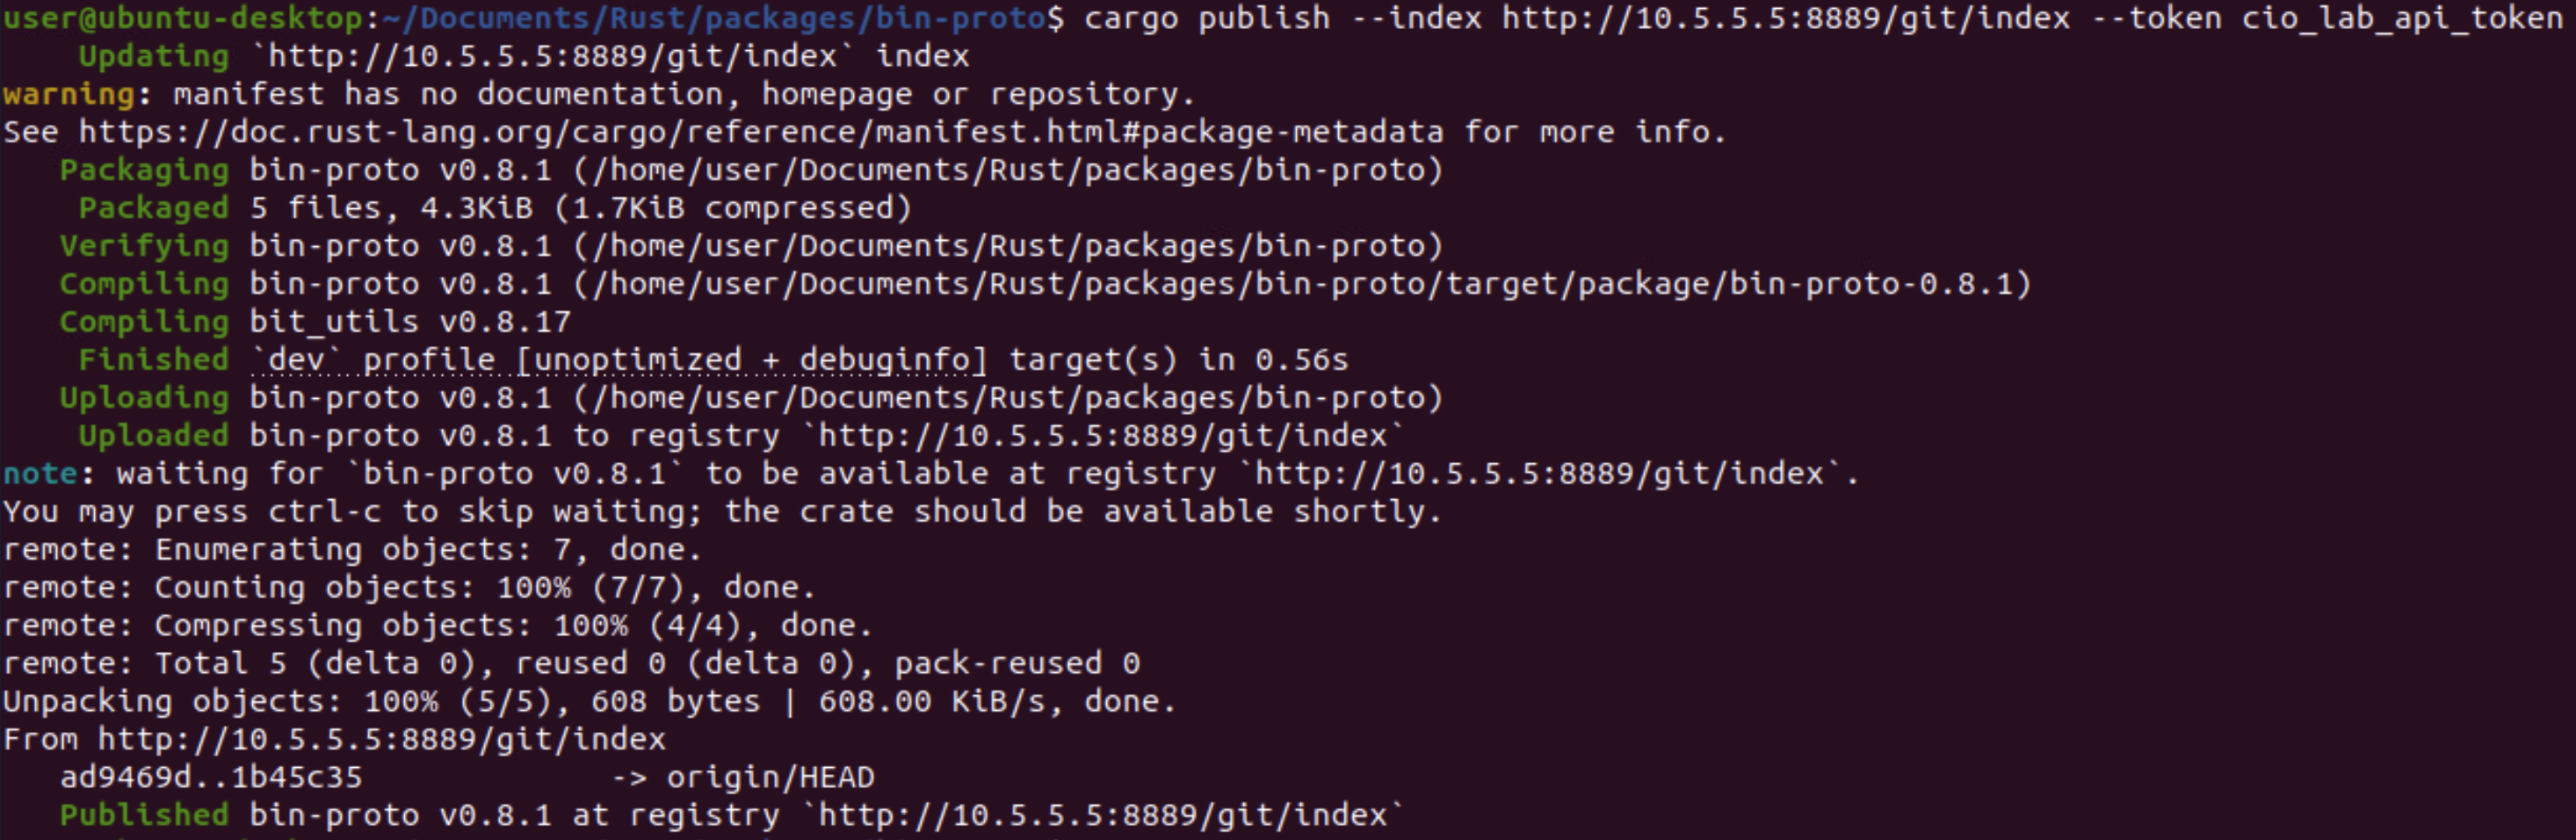 user@ubuntu-desktop:~/Documents/Rust/packages/bin-proto$ cargo publish --index http://10.5.5.5:8889/git/index --token cio_lab_api_token
Updating `http://10.5.5.5:8889/git/index` index
warning: manifest has no documentation, homepage or repository.
See https://doc.rust-lang.org/cargo/reference/manifest.html#package-metadata for more info.
Packaging bin-proto v0.8.1 (/home/user/Documents/Rust/packages/bin-proto)
Packaged 5 files, 4.3KiB (1.7KiB compressed)
Verifying bin-proto v0.8.1 (/home/user/Documents/Rust/packages/bin-proto)
Compiling bin-proto v0.8.1 (/home/user/Documents/Rust/packages/bin-proto/target/package/bin-proto-0.8.1)
Compiling bit_utils v0.8.17
Finished `dev` profile [unoptimized + debuginfo] target(s) in 0.56s
Uploading bin-proto v0.8.1 (/home/user/Documents/Rust/packages/bin-proto)
Uploaded bin-proto v0.8.1 to registry `http://10.5.5.5:8889/git/index`
note: waiting for `bin-proto v0.8.1` to be available at registry `http://10.5.5.5:8889/git/index`.
You may press ctrl-c to skip waiting; the crate should be available shortly.
remote: Enumerating objects: 7, done.
remote: Counting objects: 100% (7/7), done.
remote: Compressing objects: 100% (4/4), done.
remote: Total 5 (delta 0), reused 0 (delta 0), pack-reused 0
Unpacking objects: 100% (5/5), 608 bytes | 608.00 KiB/s, done.
From http://10.5.5.5:8889/git/index
ad9469d..1b45c35 -> origin/HEAD
Published bin-proto v0.8.1 at registry `http://10.5.5.5:8889/git/index`